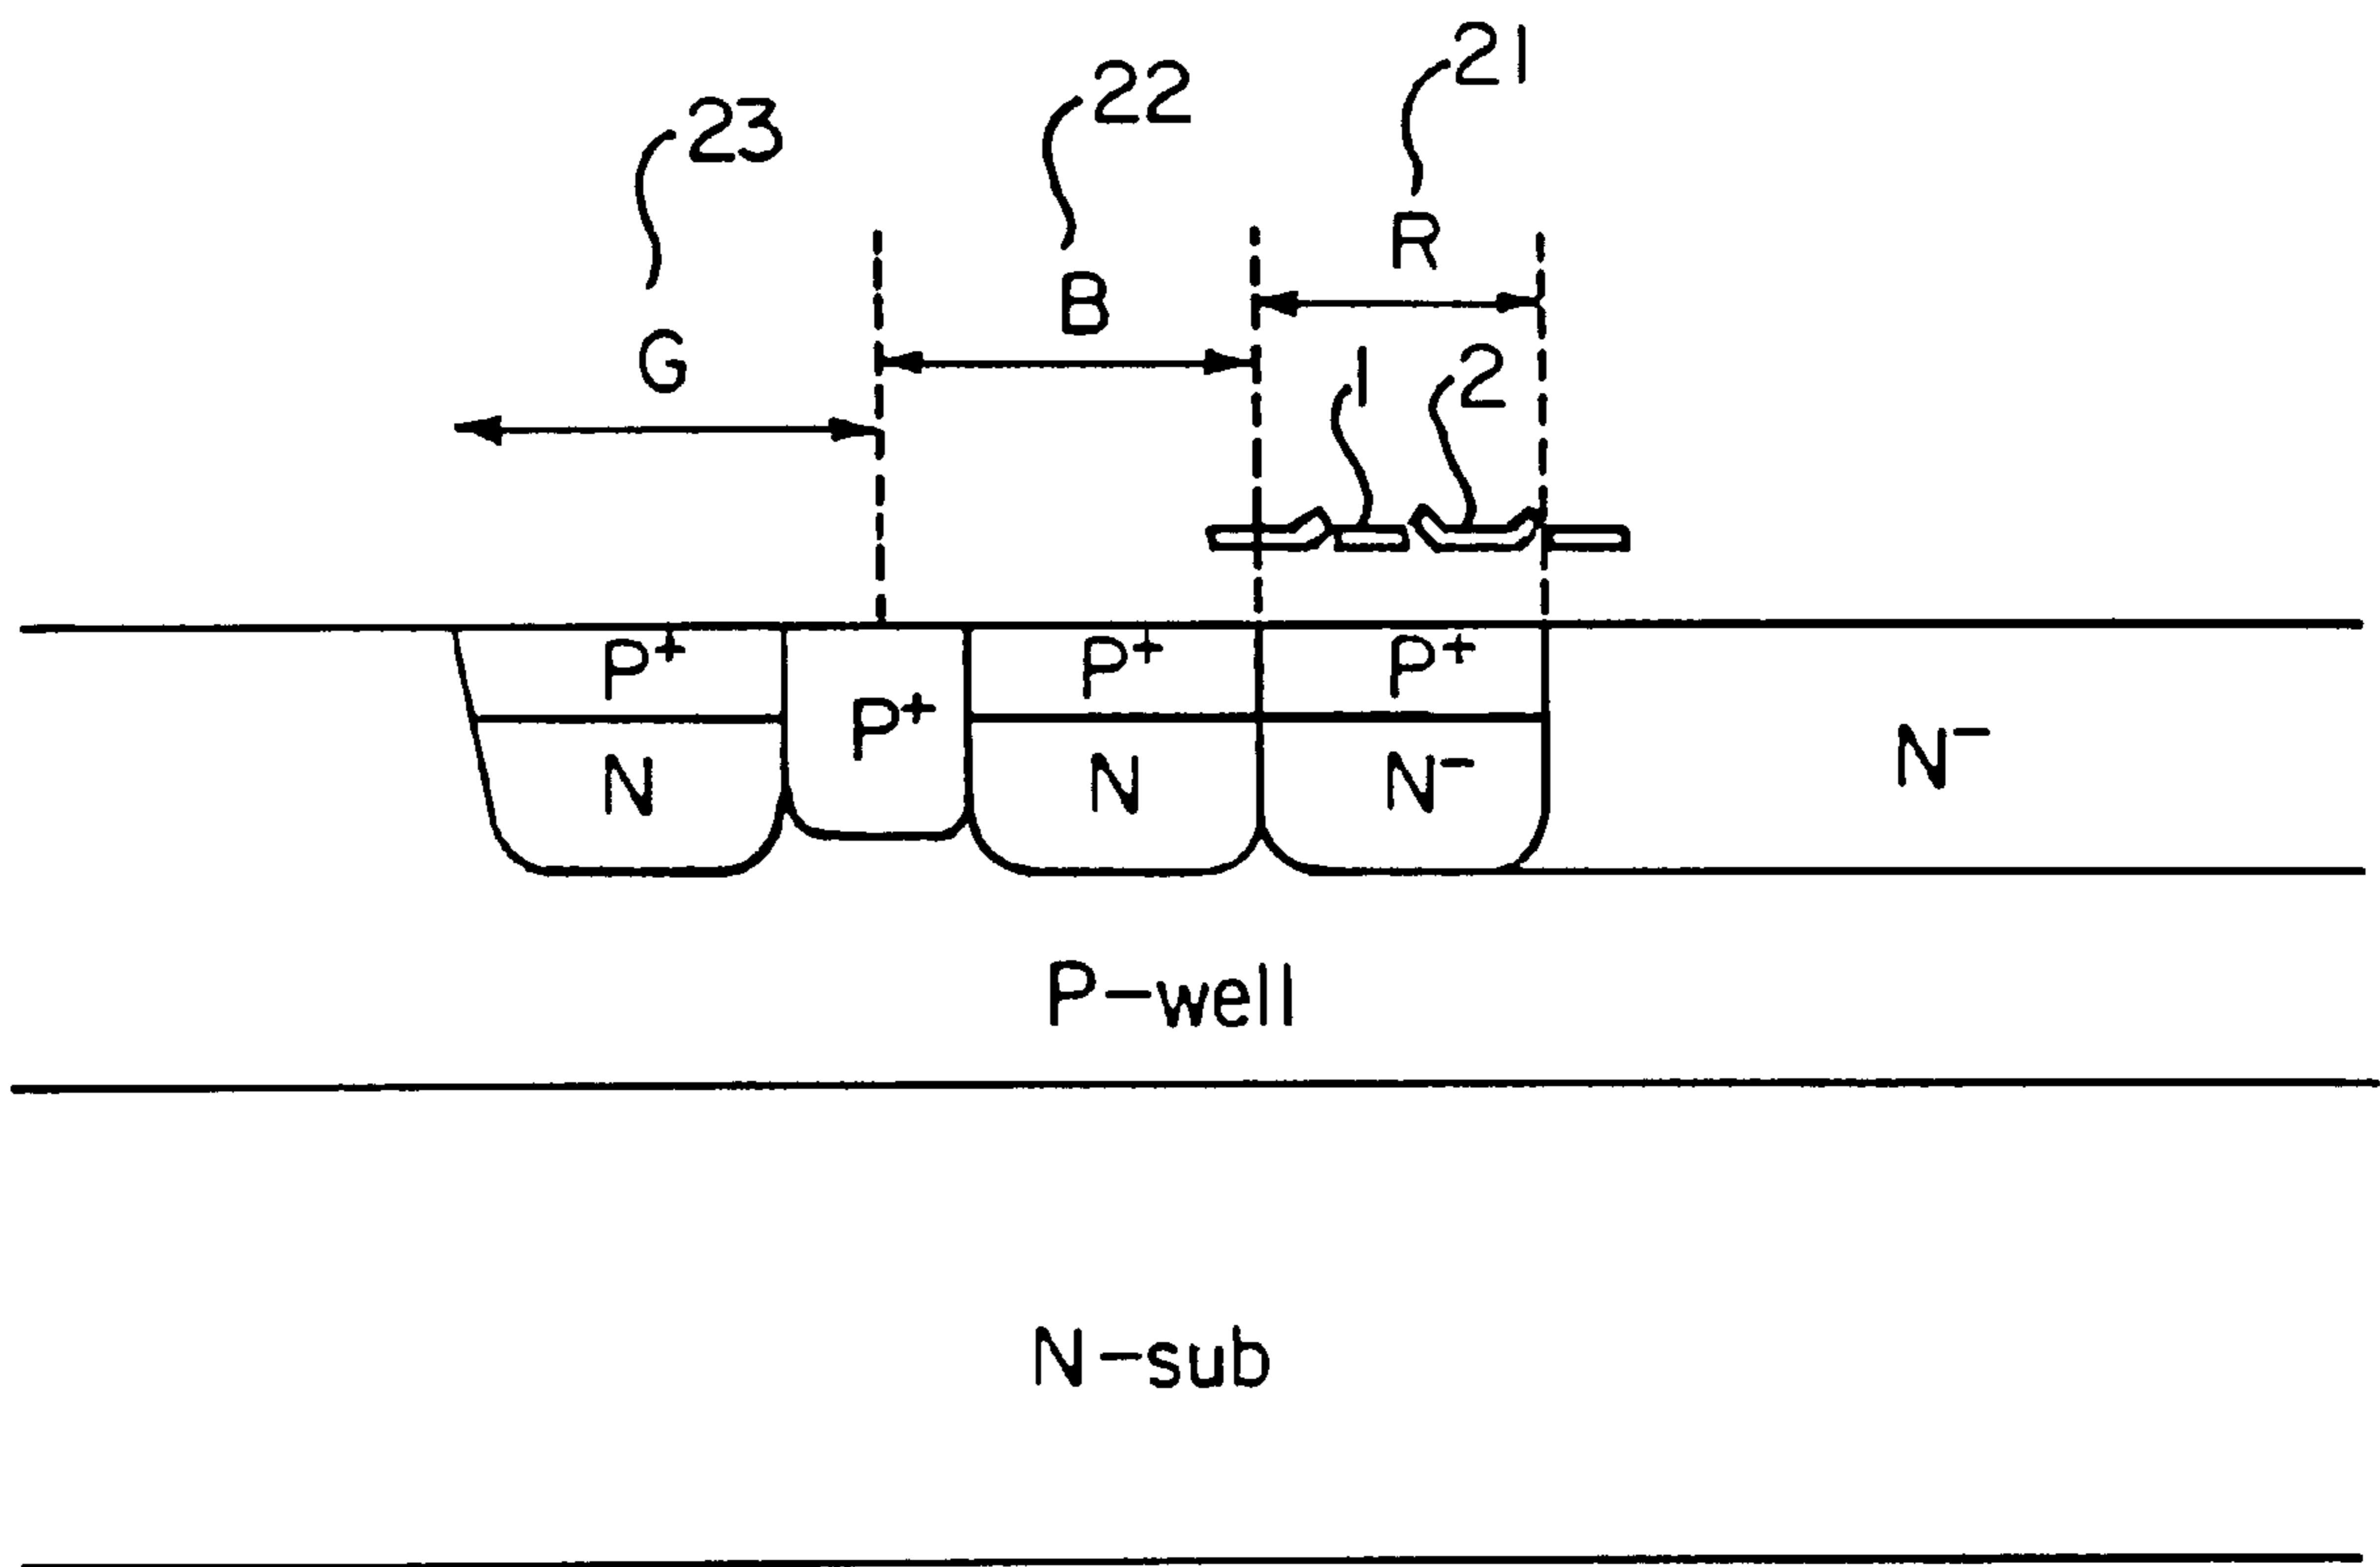 23 22 21
G B R
1 2
P+ P+ P+ P+
N N N- N-
P-well
N-sub